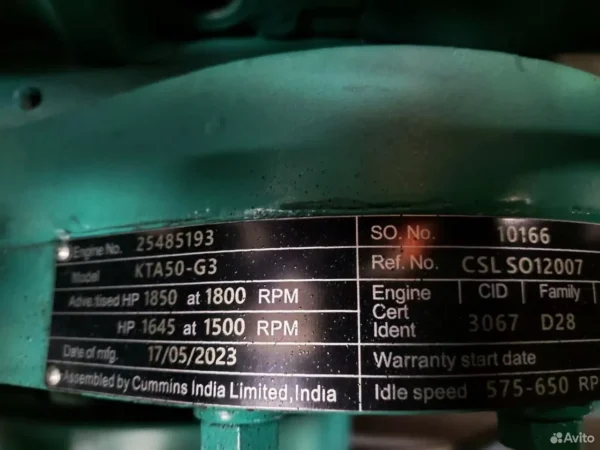 Engine No. 25485193
Model KTA50-G3
Advertised HP 1850 at 1800 RPM
HP 1645 at 1500 RPM
Date of mfg. 17/05/2023
Assembled by Cummins India Limited, India
SO. No. 10166
Ref. No. CSL SO12007
Engine Cert Ident
CID Family
3067 D28
Warranty start date
Idle speed 575-650 RP
Avito